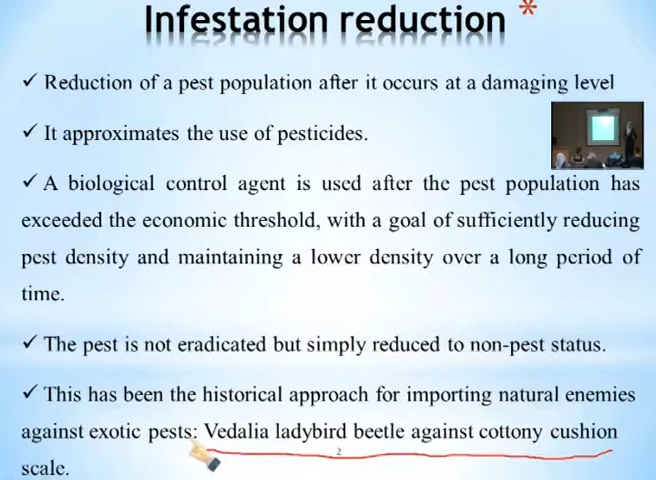 Infestation reduction *
✓ Reduction of a pest population after it occurs at a damaging level
✓ It approximates the use of pesticides.
✓ A biological control agent is used after the pest population has
exceeded the economic threshold, with a goal of sufficiently reducing
pest density and maintaining a lower density over a long period of
time.
✓ The pest is not eradicated but simply reduced to non-pest status.
✓ This has been the historical approach for importing natural enemies
against exotic pests: Vedalia ladybird beetle against cottony cushion
2
scale.